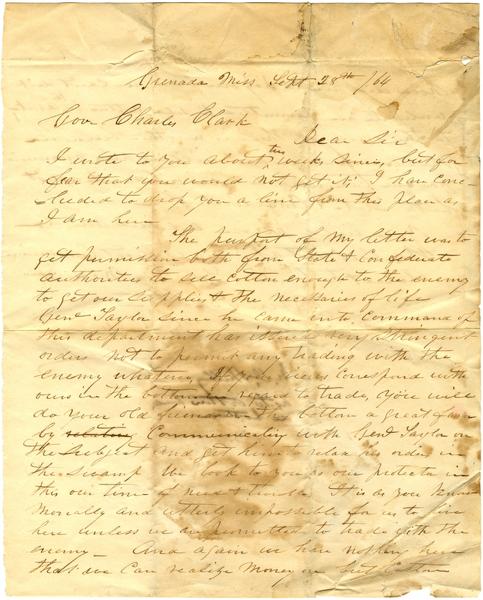 Grenada Miss Sept 28th /64
Gov Charles Clark
Dear Sir
I wrote to you about two weeks since, but for
fear that you would not get it, I have con-
cluded to drop you a line from this place as
I am here
The purport of my letter was to
get permission both from State & Confederate
Authorities to sell cotton enough to the enemy
to get our supplies & the necessaries of life
Genl Taylor since he came into command of
this department has issued very stringent
orders not to permit any trading with the
enemy whatever. If your views correspond with
ours in the bottom in regard to trade, you will
do your old friends in the bottom a great favor
by communicating with Genl Taylor on
the subject and get him to relax his orders in
the swamp We look to you as our protector in
this our time of need & trouble. It is as you know
morally and utterly impossible for us to live
here unless we are permitted to trade with the
enemy — And again we have nothing here
that we can realize money on but Cotton